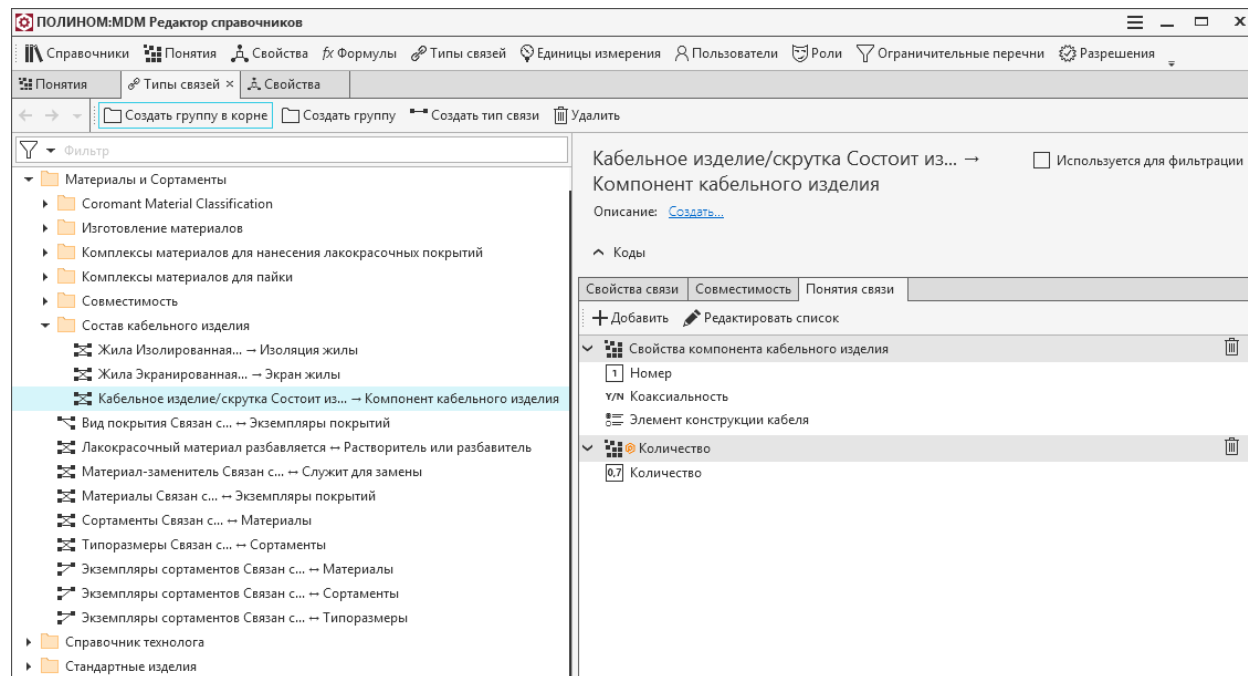 ПОЛИНОМ:MDM Редактор справочников
Справочники Понятия Свойства fx Формулы Типы связей Единицы измерения Пользователи Роли Ограничительные перечни Разрешения
Понятия Типы связей × Свойства
Создать группу в корне Создать группу Создать тип связи Удалить
Фильтр
Материалы и Сортаменты
Coromant Material Classification
Изготовление материалов
Комплексы материалов для нанесения лакокрасочных покрытий
Комплексы материалов для пайки
Совместимость
Состав кабельного изделия
Жила Изолированная... → Изоляция жилы
Жила Экранированная... → Экран жилы
Кабельное изделие/скрутка Состоит из... → Компонент кабельного изделия
Вид покрытия Связан с... ↔ Экземпляры покрытий
Лакокрасочный материал разбавляется ↔ Растворитель или разбавитель
Материал-заменитель Связан с... ↔ Служит для замены
Материалы Связан с... ↔ Экземпляры покрытий
Сортаменты Связан с... ↔ Материалы
Типоразмеры Связан с... ↔ Сортаменты
Экземпляры сортаментов Связан с... ↔ Материалы
Экземпляры сортаментов Связан с... ↔ Сортаменты
Экземпляры сортаментов Связан с... ↔ Типоразмеры
Справочник технолога
Стандартные изделия
Кабельное изделие/скрутка Состоит из... →
Компонент кабельного изделия
Используется для фильтрации
Описание: Создать...
Коды
Свойства связи Совместимость Понятия связи
Добавить Редактировать список
Свойства компонента кабельного изделия
1 Номер
Y/N Коаксиальность
Элемент конструкции кабеля
Количество
0,7 Количество